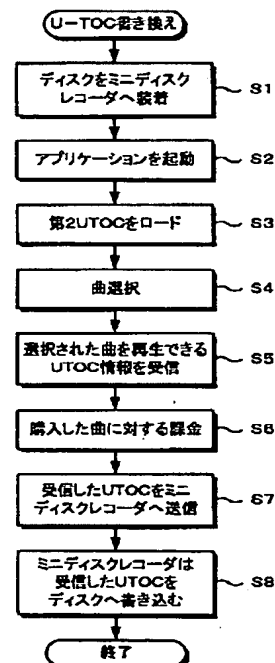 U-TOC書き換え
ディスクをミニディスク
レコーダへ装着
S1
アプリケーションを起動
S2
第2UTOCをロード
S3
曲選択
S4
選択された曲を再生できる
UTOC情報を受信
S5
購入した曲に対する課金
S6
受信したUTOCをミニ
ディスクレコーダへ送信
S7
ミニディスクレコーダは
受信したUTOCを
ディスクへ書き込む
S8
終了